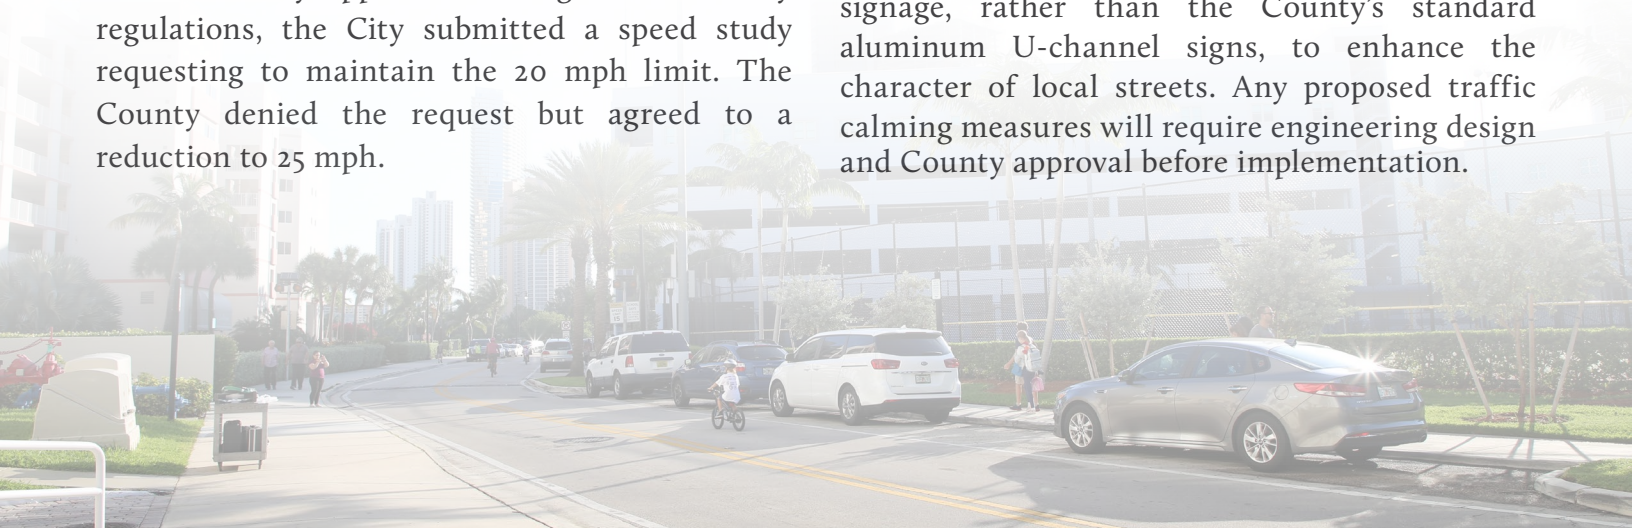 regulations, the City submitted a speed study
requesting to maintain the 20 mph limit. The
County denied the request but agreed to a
reduction to 25 mph.
signage, rather than the County's standard
aluminum U-channel signs, to enhance the
character of local streets. Any proposed traffic
calming measures will require engineering design
and County approval before implementation.